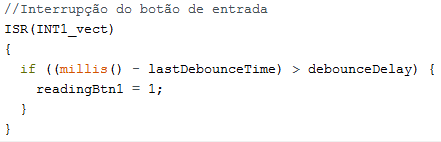 //Interrupção do botão de entrada
ISR(INT1_vect)
{
  if ((millis() - lastDebounceTime) > debounceDelay) {
    readingBtn1 = 1;
  }
}